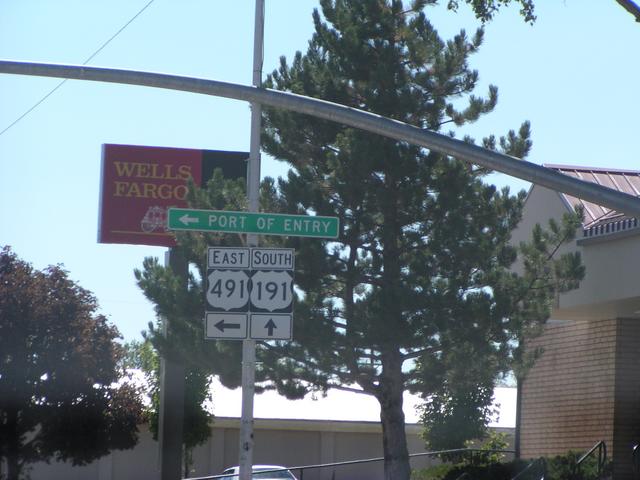 WELLS
FARGO
PORT OF ENTRY
EAST SOUTH
491 191